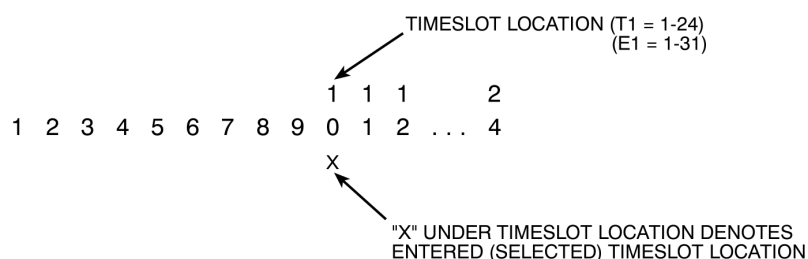 TIMESLOT LOCATION (T1 = 1-24)
(E1 = 1-31)
1 1 1 2
1 2 3 4 5 6 7 8 9 0 1 2 . . . 4
X
"X" UNDER TIMESLOT LOCATION DENOTES
ENTERED (SELECTED) TIMESLOT LOCATION